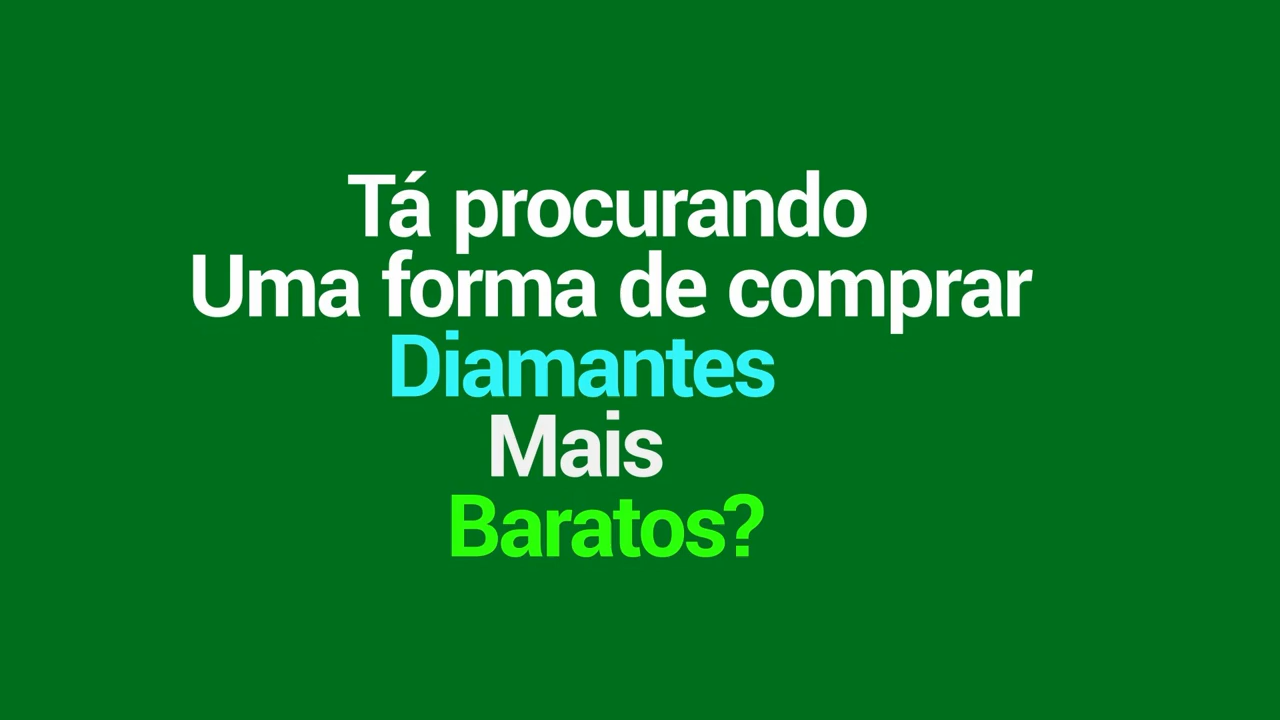 Tá procurando
Uma forma de comprar
Diamantes
Mais
Baratos?